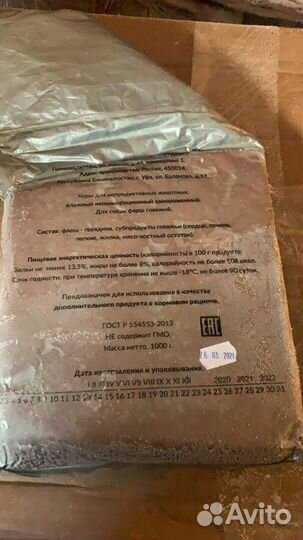 Адрес производства: Россия, 450014,
Республика Башкортостан, г. Уфа, ул. Баланово, д.17,
Корм для непродуктивных животных,
влажный неполнорационный замороженный.
Для собак фарш говяжий.
Состав: фарш - говядина, субпродукты говяжьи (сердце, печень,
легкие, жилка, мясо-костный остаток).
Пищевая энергетическая ценность (калорийность) в 100 г продукта:
Белки не менее 13,5%, жиры не более 8%, калорийность не более 108 ккал.
Срок годности: при температуре хранения не выше -18°С, не более 90 суток.
Предназначен для использования в качестве
дополнительного продукта в кормовом рационе.
ГОСТ Р 554553-2013
НЕ содержит ГМО.
Масса нетто: 1000 г.
EAC
26 03. 2021
Дата изготовления и упаковывания:
I II III IV V VI VII VIII IX X XI XII 2020 2021 2022
2 3 4 5 6 7 8 9 10 11 12 13 14 15 16 17 18 19 20 21 22 23 24 25 26 27 28 29 30 31
Avito